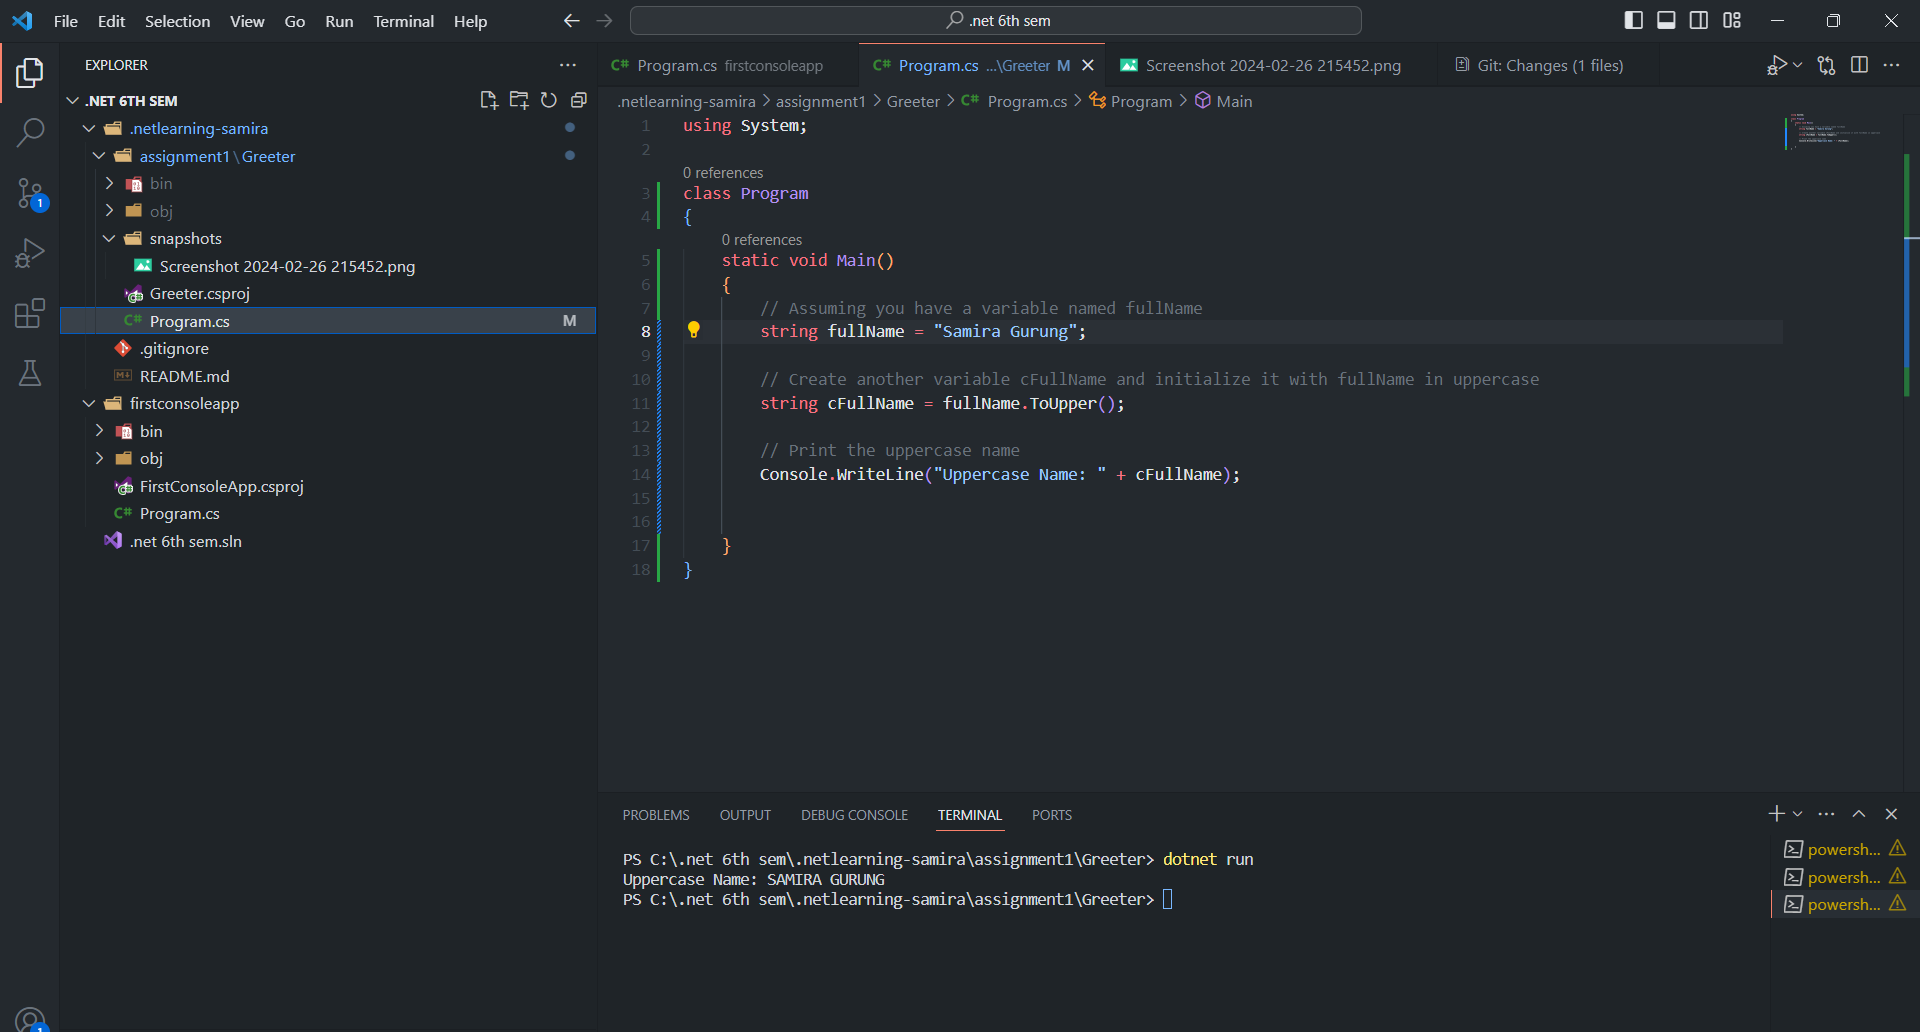 File Edit Selection View Go Run Terminal Help
.net 6th sem
EXPLORER
.NET 6TH SEM
.netlearning-samira
assignment1\Greeter
bin
obj
snapshots
Screenshot 2024-02-26 215452.png
Greeter.csproj
Program.cs M
.gitignore
README.md
firstconsoleapp
bin
obj
FirstConsoleApp.csproj
Program.cs
.net 6th sem.sln
1
1
C# Program.cs firstconsoleapp
C# Program.cs ...\Greeter M
Screenshot 2024-02-26 215452.png
Git: Changes (1 files)
.netlearning-samira > assignment1 > Greeter > C# Program.cs > Program > Main
1 using System;
2
0 references
3 class Program
4 {
0 references
5 static void Main()
6 {
7 // Assuming you have a variable named fullName
8 string fullName = "Samira Gurung";
9
10 // Create another variable cFullName and initialize it with fullName in uppercase
11 string cFullName = fullName.ToUpper();
12
13 // Print the uppercase name
14 Console.WriteLine("Uppercase Name: " + cFullName);
15
16
17 }
18 }
PROBLEMS OUTPUT DEBUG CONSOLE TERMINAL PORTS
PS C:\.net 6th sem\.netlearning-samira\assignment1\Greeter> dotnet run
Uppercase Name: SAMIRA GURUNG
PS C:\.net 6th sem\.netlearning-samira\assignment1\Greeter>
powersh...
powersh...
powersh...